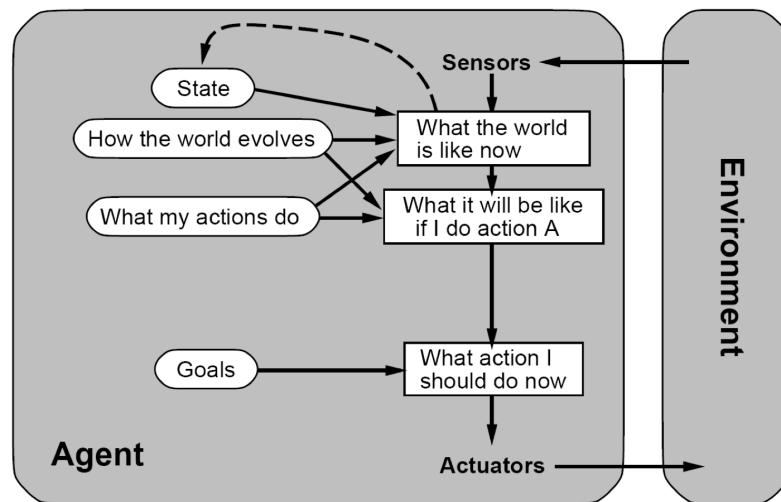 Sensors
State
How the world evolves
What the world
is like now
What my actions do
What it will be like
if I do action A
Environment
Goals
What action I
should do now
Agent
Actuators